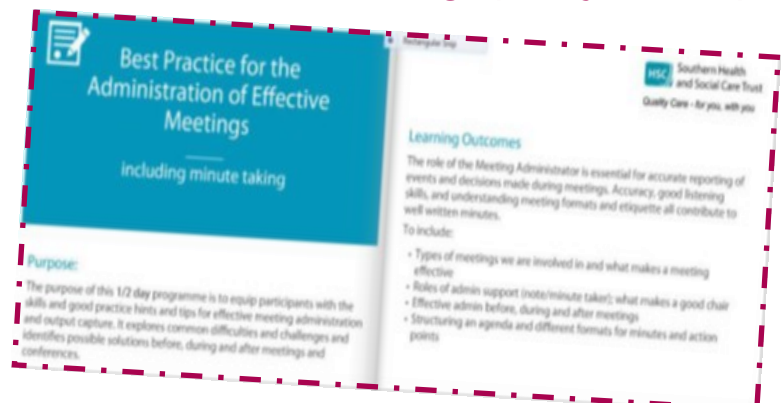 Best Practice for the
Administration of Effective
Meetings
including minute taking
Purpose:
The purpose of this 1/2 day programme is to equip participants with the
skills and good practice hints and tips for effective meeting administration
and output capture. It explores common difficulties and challenges and
identifies possible solutions before, during and after meetings and
conferences.
Rectangular Snip
HSC
Southern Health
and Social Care Trust
Quality Care - for you, with you
Learning Outcomes
The role of the Meeting Administrator is essential for accurate reporting of
events and decisions made during meetings. Accuracy, good listening
skills, and understanding meeting formats and etiquette all contribute to
well written minutes.
To include:
• Types of meetings we are involved in and what makes a meeting
effective
• Roles of admin support (note/minute taker); what makes a good chair
• Effective admin before, during and after meetings
• Structuring an agenda and different formats for minutes and action
points